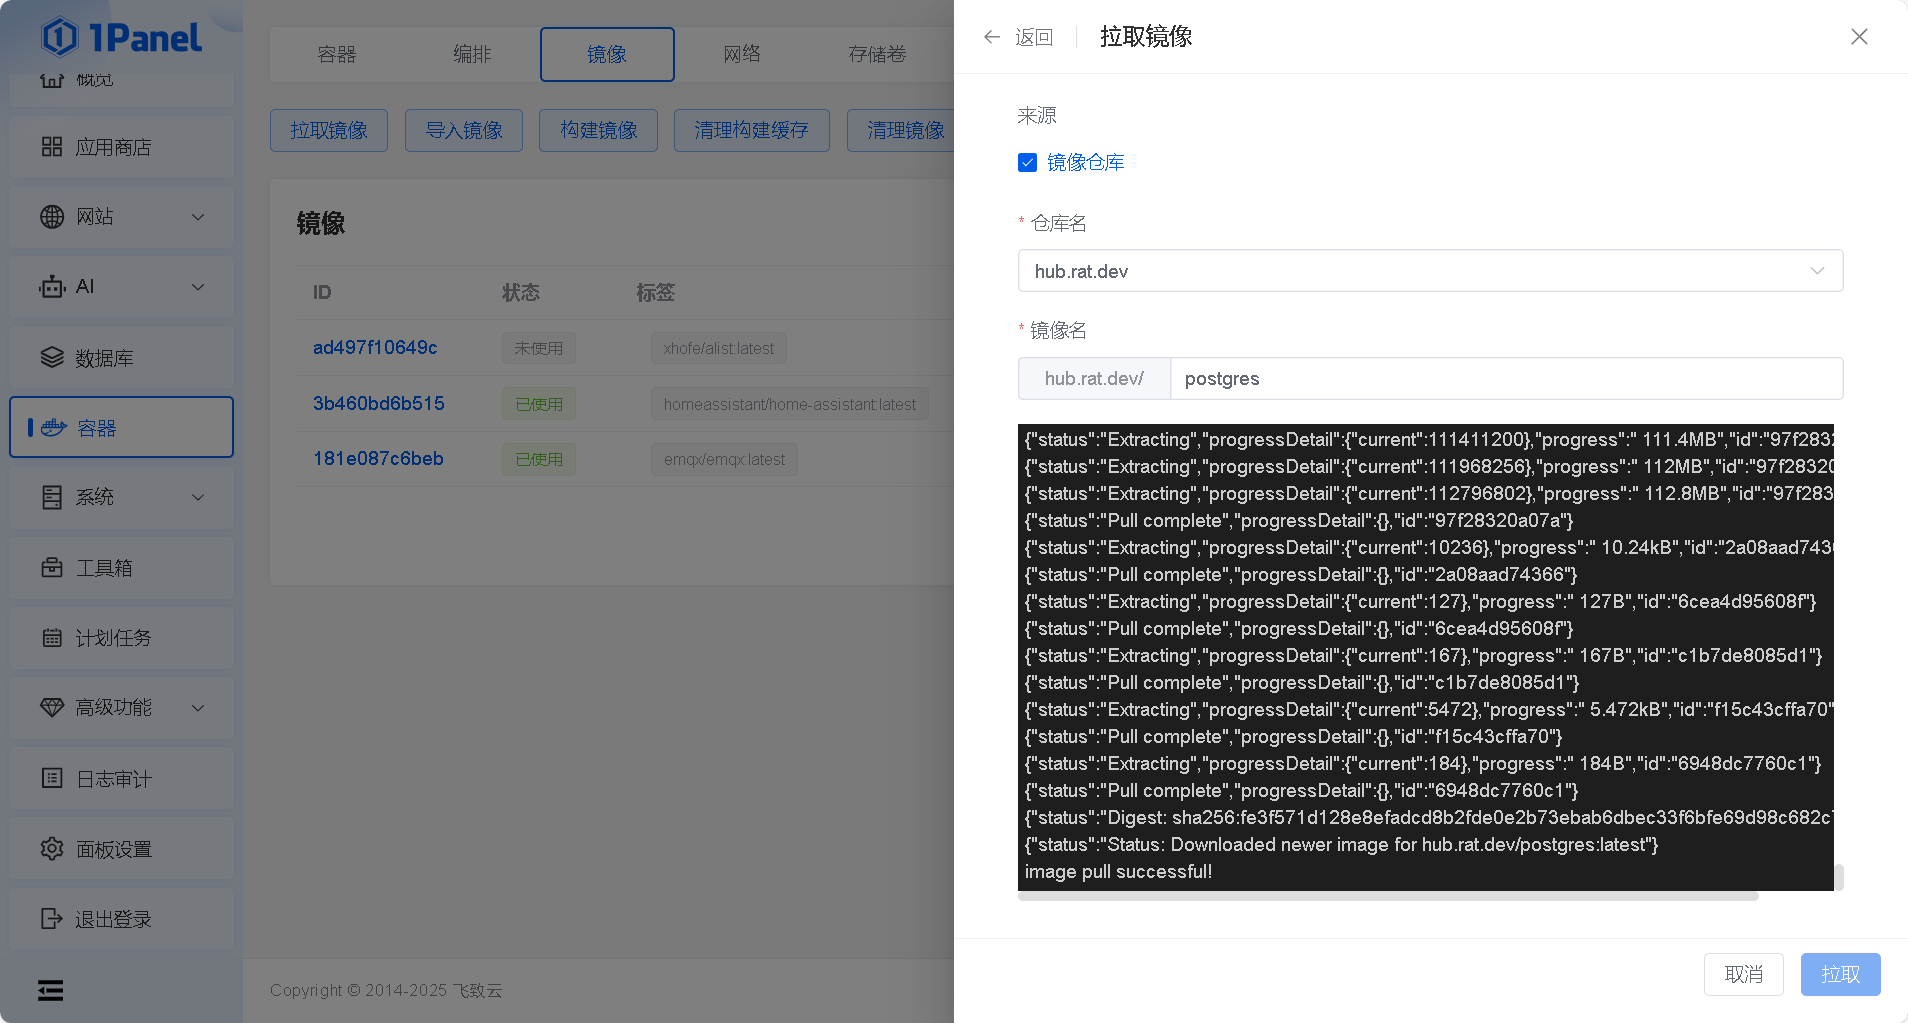 1Panel
概览
应用商店
网站
AI
数据库
容器
系统
工具箱
计划任务
高级功能
日志审计
面板设置
退出登录
容器 编排 镜像 网络 存储卷
拉取镜像 导入镜像 构建镜像 清理构建缓存 清理镜像
镜像
ID 状态 标签
ad497f10649c 未使用 xhofe/alist:latest
3b460bd6b515 已使用 homeassistant/home-assistant:latest
181e087c6beb 已使用 emqx/emqx:latest
Copyright © 2014-2025 飞致云
返回 拉取镜像
来源
镜像仓库
* 仓库名
hub.rat.dev
* 镜像名
hub.rat.dev/ postgres
{"status":"Extracting","progressDetail":{"current":111411200},"progress":" 111.4MB","id":"97f2832
{"status":"Extracting","progressDetail":{"current":111968256},"progress":" 112MB","id":"97f28320
{"status":"Extracting","progressDetail":{"current":112796802},"progress":" 112.8MB","id":"97f283
{"status":"Pull complete","progressDetail":{},"id":"97f28320a07a"}
{"status":"Extracting","progressDetail":{"current":10236},"progress":" 10.24kB","id":"2a08aad7436
{"status":"Pull complete","progressDetail":{},"id":"2a08aad74366"}
{"status":"Extracting","progressDetail":{"current":127},"progress":" 127B","id":"6cea4d95608f"}
{"status":"Pull complete","progressDetail":{},"id":"6cea4d95608f"}
{"status":"Extracting","progressDetail":{"current":167},"progress":" 167B","id":"c1b7de8085d1"}
{"status":"Pull complete","progressDetail":{},"id":"c1b7de8085d1"}
{"status":"Extracting","progressDetail":{"current":5472},"progress":" 5.472kB","id":"f15c43cffa70"
{"status":"Pull complete","progressDetail":{},"id":"f15c43cffa70"}
{"status":"Extracting","progressDetail":{"current":184},"progress":" 184B","id":"6948dc7760c1"}
{"status":"Pull complete","progressDetail":{},"id":"6948dc7760c1"}
{"status":"Digest: sha256:fe3f571d128e8efadcd8b2fde0e2b73ebab6dbec33f6bfe69d98c682c7
{"status":"Status: Downloaded newer image for hub.rat.dev/postgres:latest"}
image pull successful!
取消 拉取